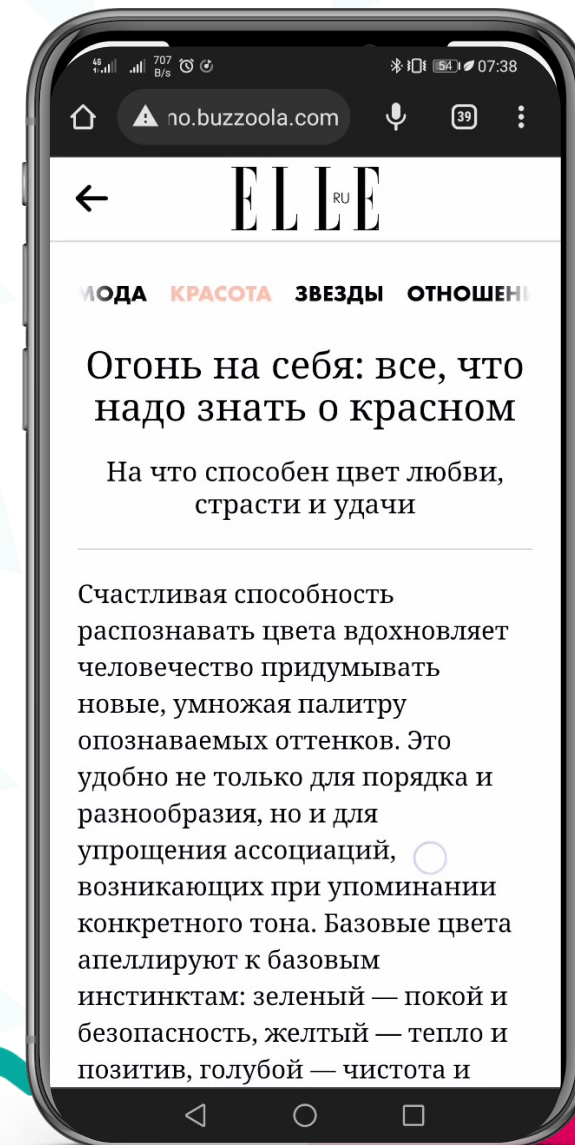 46 707
B/s 54 07:38
no.buzzoola.com 39
ELLE RU
МОДА КРАСОТА ЗВЕЗДЫ ОТНОШЕН
Огонь на себя: все, что
надо знать о красном
На что способен цвет любви,
страсти и удачи
Счастливая способность
распознавать цвета вдохновляет
человечество придумывать
новые, умножая палитру
опознаваемых оттенков. Это
удобно не только для порядка и
разнообразия, но и для
упрощения ассоциаций,
возникающих при упоминании
конкретного тона. Базовые цвета
апеллируют к базовым
инстинктам: зеленый — покой и
безопасность, желтый — тепло и
позитив, голубой — чистота и